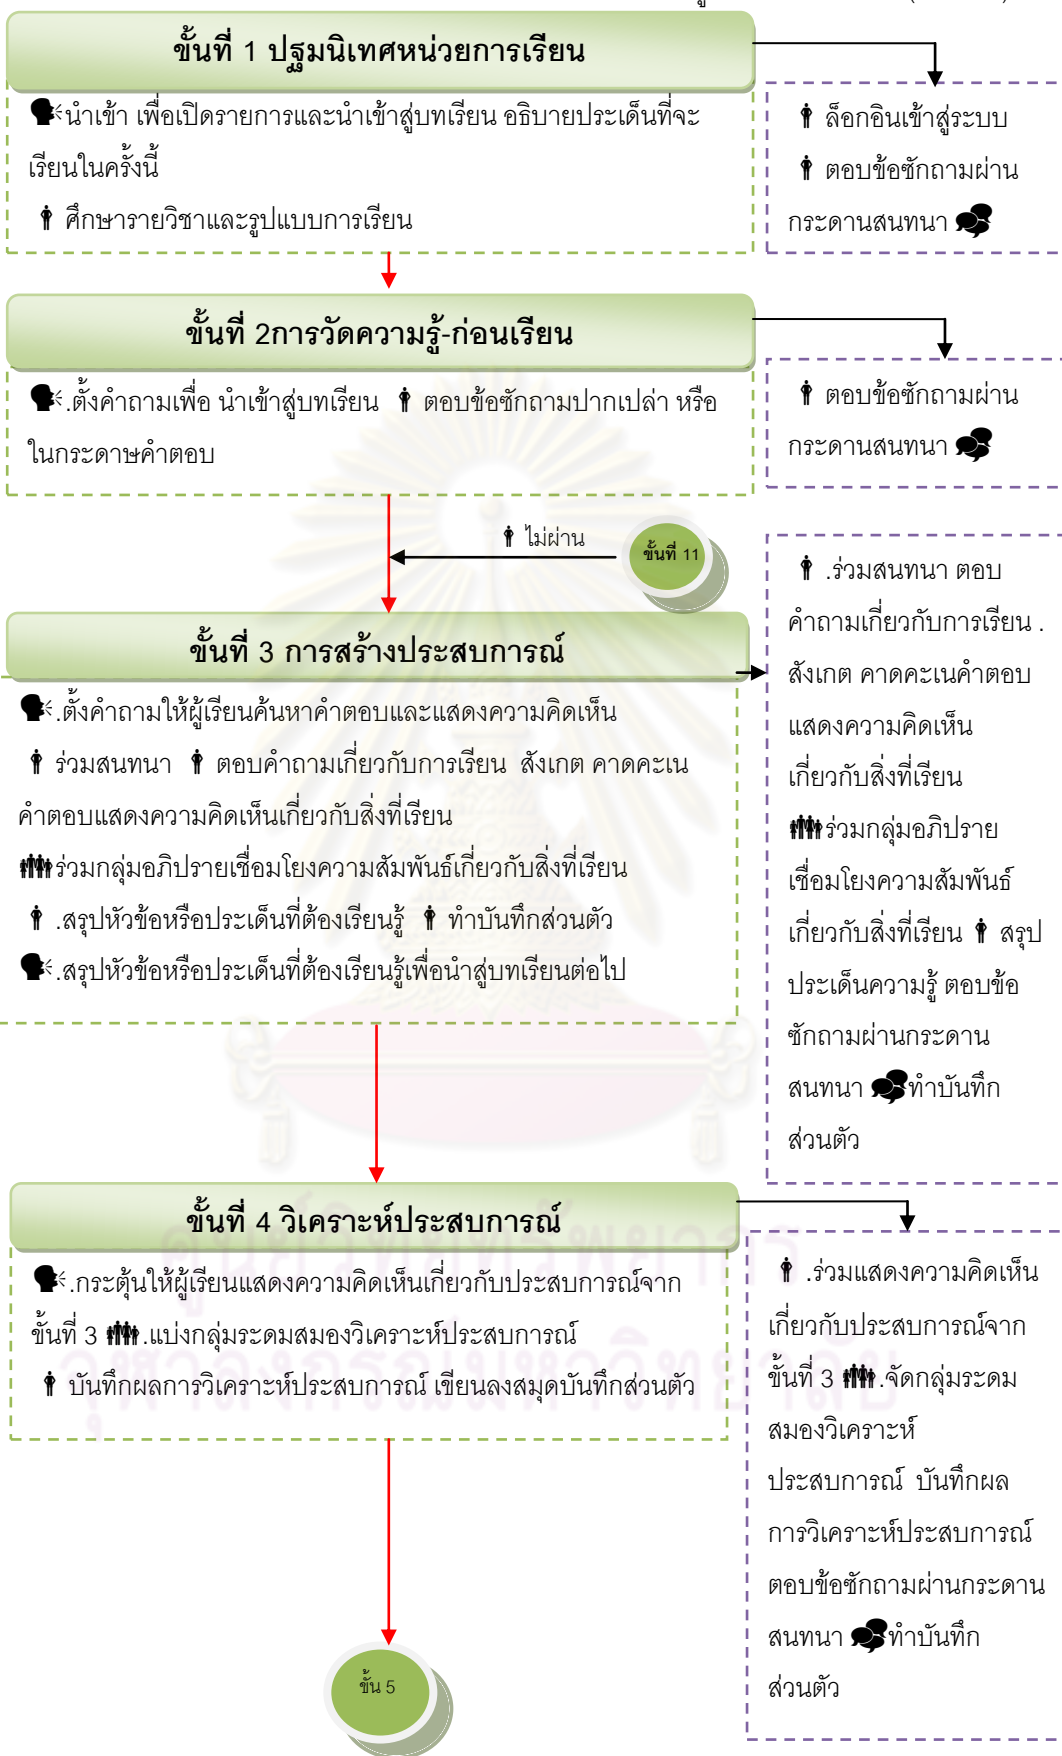 ขั้นที่ 1 ปฐมนิเทศหน่วยการเรียน
นำเข้า เพื่อเปิดรายการและนำเข้าสู่บทเรียน อธิบายประเด็นที่จะ
เรียนในครั้งนี้
ศึกษารายวิชาและรูปแบบการเรียน
ล็อกอินเข้าสู่ระบบ
ตอบข้อซักถามผ่าน
กระดานสนทนา
ขั้นที่ 2การวัดความรู้-ก่อนเรียน
.ตั้งคำถามเพื่อ นำเข้าสู่บทเรียน ตอบข้อซักถามปากเปล่า หรือ
ในกระดาษคำตอบ
ตอบข้อซักถามผ่าน
กระดานสนทนา
ไม่ผ่าน
ขั้นที่ 11
ขั้นที่ 3 การสร้างประสบการณ์
.ตั้งคำถามให้ผู้เรียนค้นหาคำตอบและแสดงความคิดเห็น
ร่วมสนทนา ตอบคำถามเกี่ยวกับการเรียน สังเกต คาดคะเน
คำตอบแสดงความคิดเห็นเกี่ยวกับสิ่งที่เรียน
ร่วมกลุ่มอภิปรายเชื่อมโยงความสัมพันธ์เกี่ยวกับสิ่งที่เรียน
.สรุปหัวข้อหรือประเด็นที่ต้องเรียนรู้ ทำบันทึกส่วนตัว
.สรุปหัวข้อหรือประเด็นที่ต้องเรียนรู้เพื่อนำสู่บทเรียนต่อไป
.ร่วมสนทนา ตอบ
คำถามเกี่ยวกับการเรียน .
สังเกต คาดคะเนคำตอบ
แสดงความคิดเห็น
เกี่ยวกับสิ่งที่เรียน
ร่วมกลุ่มอภิปราย
เชื่อมโยงความสัมพันธ์
เกี่ยวกับสิ่งที่เรียน สรุป
ประเด็นความรู้ ตอบข้อ
ซักถามผ่านกระดาน
สนทนา ทำบันทึก
ส่วนตัว
ขั้นที่ 4 วิเคราะห์ประสบการณ์
.กระตุ้นให้ผู้เรียนแสดงความคิดเห็นเกี่ยวกับประสบการณ์จาก
ขั้นที่ 3 .แบ่งกลุ่มระดมสมองวิเคราะห์ประสบการณ์
บันทึกผลการวิเคราะห์ประสบการณ์ เขียนลงสมุดบันทึกส่วนตัว
.ร่วมแสดงความคิดเห็น
เกี่ยวกับประสบการณ์จาก
ขั้นที่ 3 .จัดกลุ่มระดม
สมองวิเคราะห์
ประสบการณ์ บันทึกผล
การวิเคราะห์ประสบการณ์
ตอบข้อซักถามผ่านกระดาน
สนทนา ทำบันทึก
ส่วนตัว
ขั้น 5
ศูนย์วิทยทรัพยากร
จุฬาลงกรณ์มหาวิทยาลัย